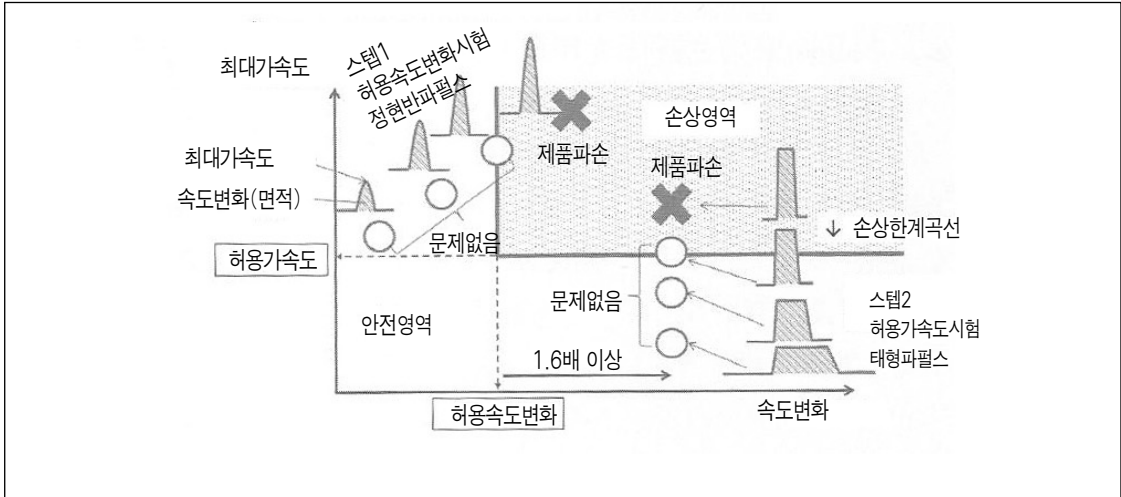 최대가속도
스텝1
허용속도변화시험
정현반파펄스
손상영역
제품파손
제품파손
최대가속도
속도변화(면적)
문제없음
↓ 손상한계곡선
허용가속도
안전영역
문제없음
스텝2
허용가속도시험
태형파펄스
1.6배 이상
허용속도변화
속도변화